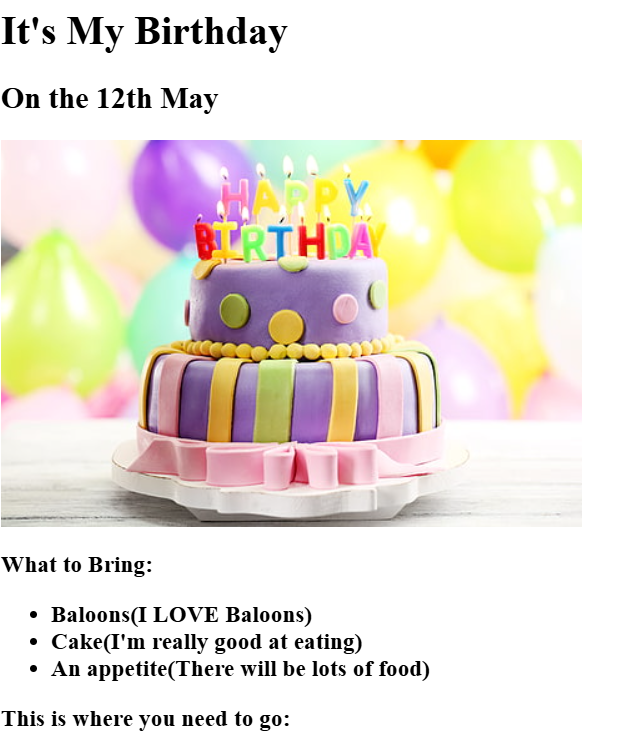 It's My Birthday
On the 12th May
HAPPY
BIRTHDAY
What to Bring:
• Baloons(I LOVE Baloons)
• Cake(I'm really good at eating)
• An appetite(There will be lots of food)
This is where you need to go: